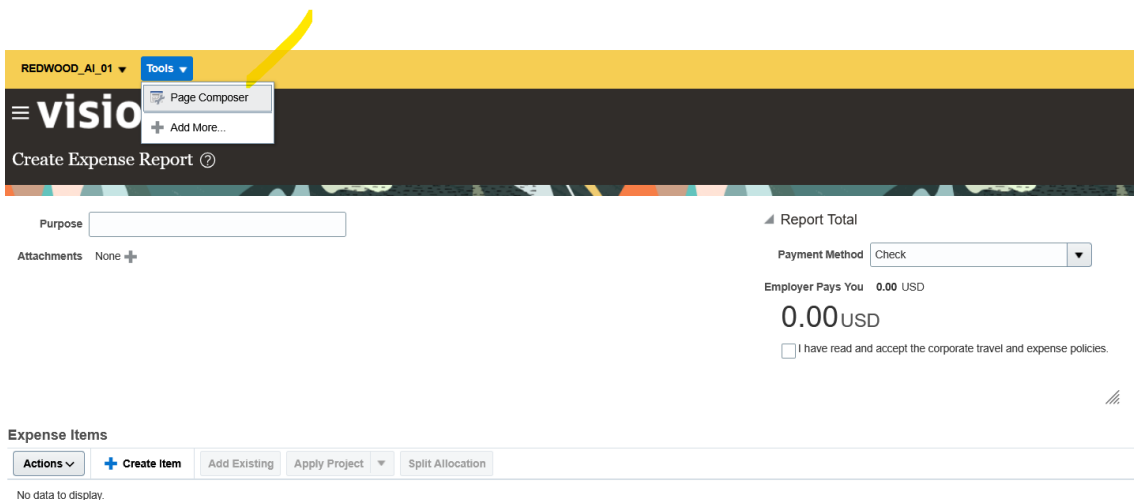 REDWOOD_AI_01 Tools
Page Composer
visio
Add More...
Create Expense Report ?
Purpose
Attachments None
Report Total
Payment Method Check
Employer Pays You 0.00 USD
0.00 USD
I have read and accept the corporate travel and expense policies.
Expense Items
Actions Create Item Add Existing Apply Project Split Allocation
No data to display.